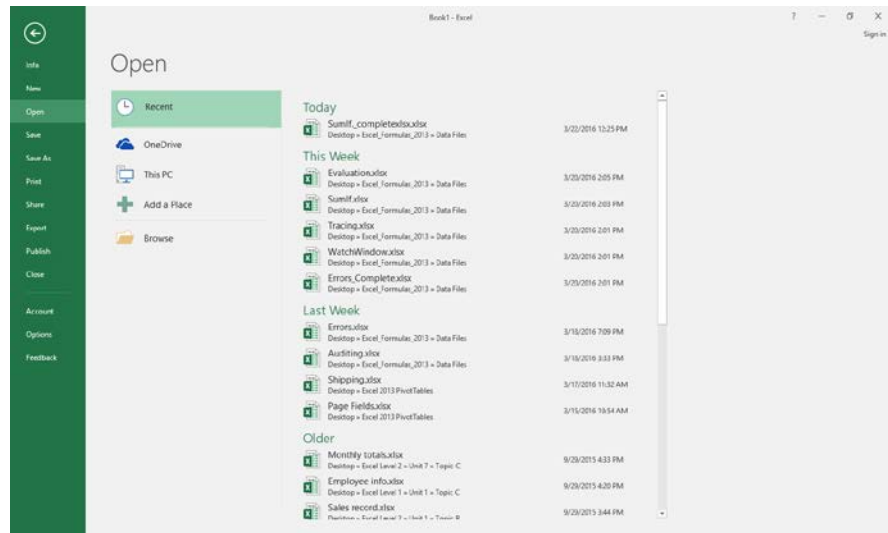 Book1 - Excel
?
Sign in
Info
New
Open
Save
Save As
Print
Share
Export
Publish
Close
Account
Options
Feedback
Open
Recent
OneDrive
This PC
Add a Place
Browse
Today
SumIf._completexlsx.xlsx
Desktop » Excel_Formulas_2013 » Data Files
3/22/2016 12:25 PM
This Week
Evaluation.xlsx
Desktop » Excel_Formulas_2013 » Data Files
3/20/2016 2:05 PM
SumIf.xlsx
Desktop » Excel_Formulas_2013 » Data Files
3/20/2016 2:03 PM
Tracing.xlsx
Desktop » Excel_Formulas_2013 » Data Files
3/20/2016 2:01 PM
WatchWindow.xlsx
Desktop » Excel_Formulas_2013 » Data Files
3/20/2016 2:01 PM
Errors_Complete.xlsx
Desktop » Excel_Formulas_2013 » Data Files
3/20/2016 2:01 PM
Last Week
Errors.xlsx
Desktop » Excel_Formulas_2013 » Data Files
3/18/2016 7:09 PM
Auditing.xlsx
Desktop » Excel_Formulas_2013 » Data Files
3/18/2016 3:33 PM
Shipping.xlsx
Desktop » Excel 2013 PivotTables
3/17/2016 11:32 AM
Page Fields.xlsx
Desktop » Excel 2013 PivotTables
3/15/2016 10:54 AM
Older
Monthly totals.xlsx
Desktop » Excel Level 2 » Unit 7 » Topic C
9/29/2015 4:33 PM
Employee info.xlsx
Desktop » Excel Level 1 » Unit 1 » Topic C
9/29/2015 4:20 PM
Sales record.xlsx
9/29/2015 3:44 PM